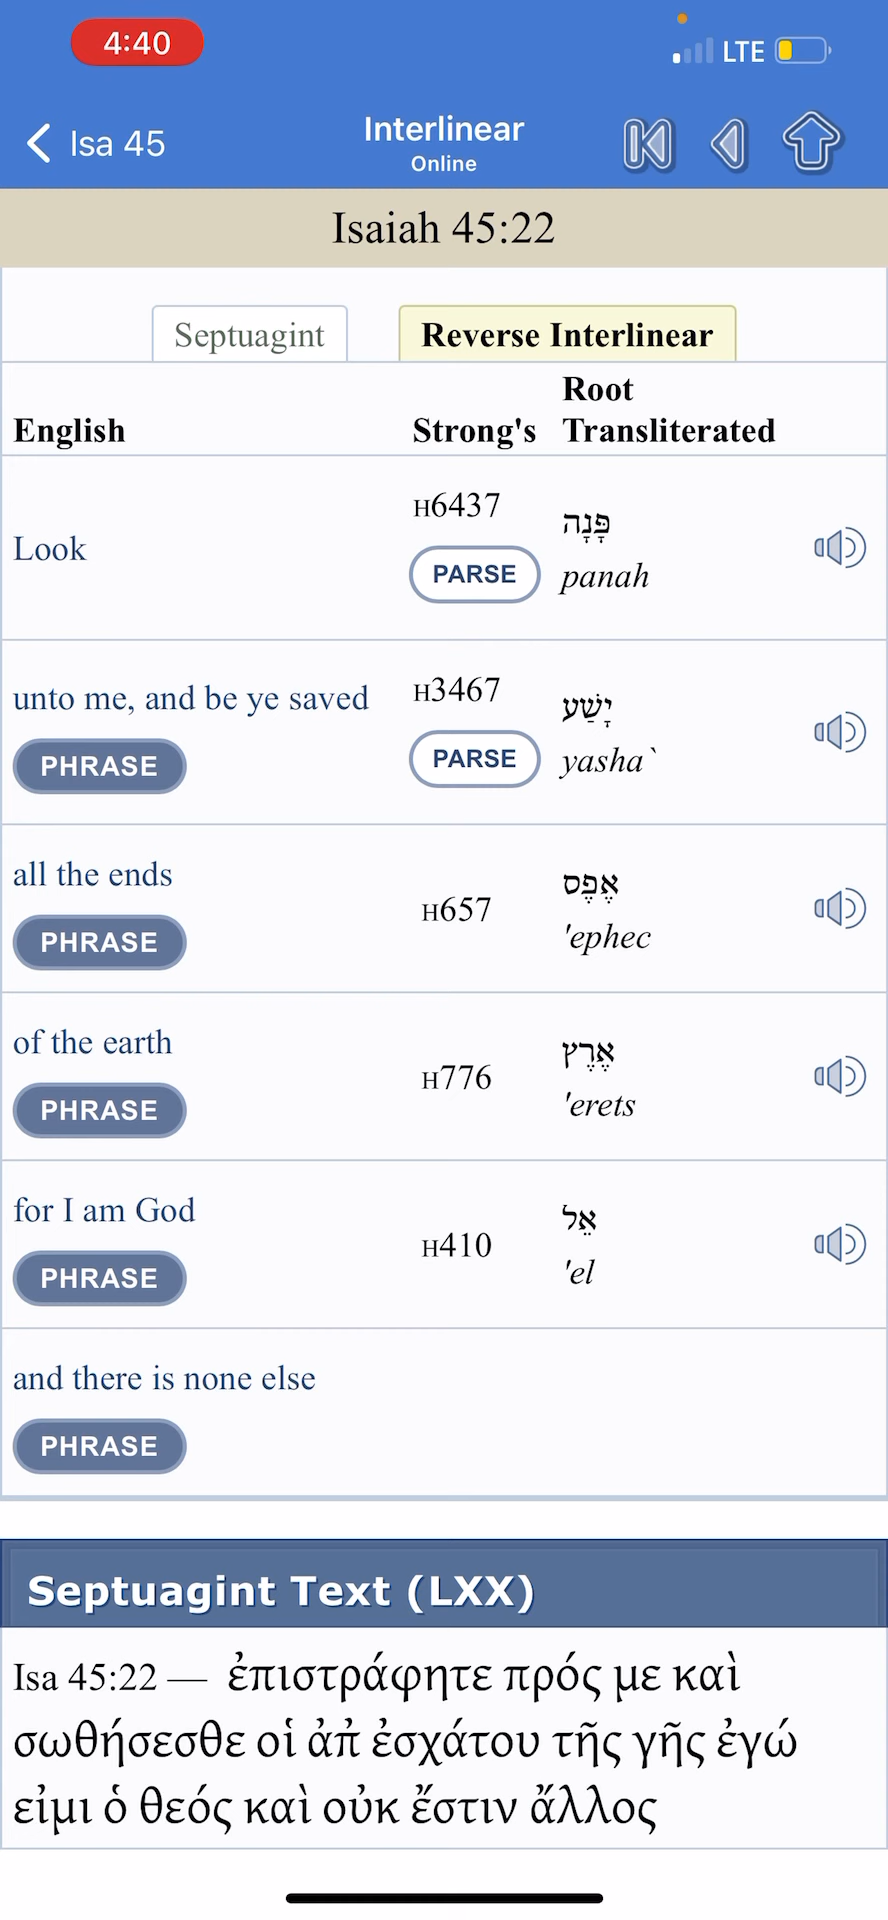 4:40
LTE
Isa 45
Interlinear
Online
Isaiah 45:22
Septuagint
Reverse Interlinear
English
Strong's
Root
Transliterated
Look
H6437
PARSE
פָּנָה
panah
unto me, and be ye saved
PHRASE
H3467
PARSE
יָשַׁע
yasha`
all the ends
PHRASE
H657
אֶפֶס
'ephec
of the earth
PHRASE
H776
אֶרֶץ
'erets
for I am God
PHRASE
H410
אֵל
'el
and there is none else
PHRASE
Septuagint Text (LXX)
Isa 45:22 — ἐπιστράφητε πρός με καὶ
σωθήσεσθε οἱ ἀπ̓ ἐσχάτου τῆς γῆς ἐγώ
εἰμι ὁ θεός καὶ οὐκ ἔστιν ἄλλος